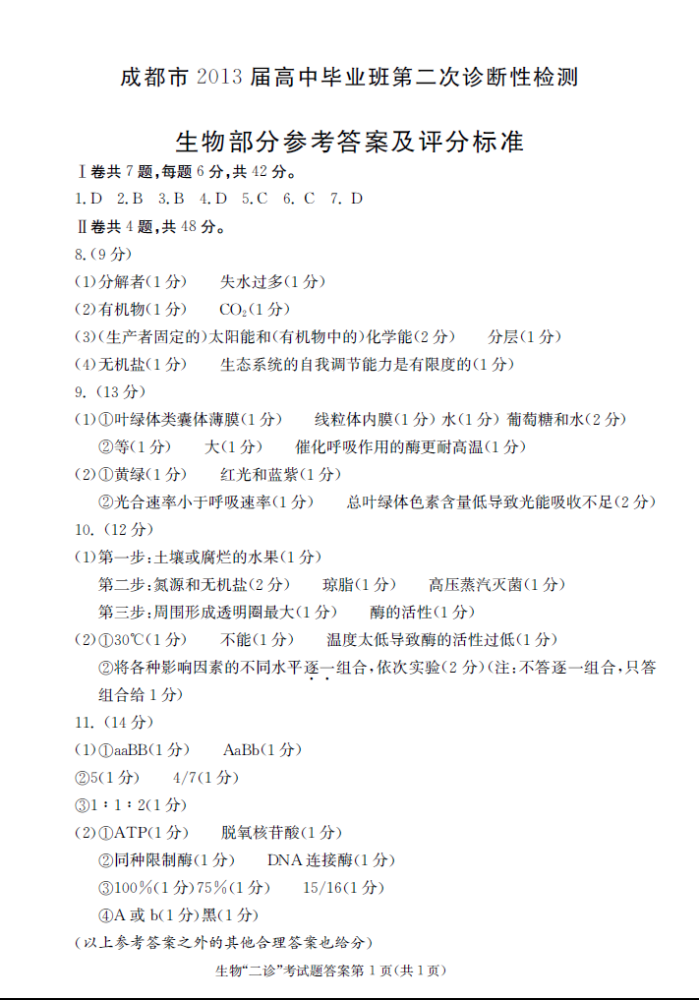 成都市 2013 届高中毕业班第二次诊断性检测
生物部分参考答案及评分标准
Ⅰ卷共 7 题,每题 6 分,共 42 分。
1. D 2. B 3. B 4. D 5. C 6. C 7. D
Ⅱ卷共 4 题,共 48 分。
8.(9 分)
(1)分解者(1 分) 失水过多(1 分)
(2)有机物(1 分) CO₂(1 分)
(3)(生产者固定的)太阳能和(有机物中的)化学能(2 分) 分层(1 分)
(4)无机盐(1 分) 生态系统的自我调节能力是有限度的(1 分)
9.(13 分)
(1)①叶绿体类囊体薄膜(1 分) 线粒体内膜(1 分) 水(1 分) 葡萄糖和水(2 分)
②等(1 分) 大(1 分) 催化呼吸作用的酶更耐高温(1 分)
(2)①黄绿(1 分) 红光和蓝紫(1 分)
②光合速率小于呼吸速率(1 分) 总叶绿体色素含量低导致光能吸收不足(2 分)
10.(12 分)
(1)第一步:土壤或腐烂的水果(1 分)
第二步:氮源和无机盐(2 分) 琼脂(1 分) 高压蒸汽灭菌(1 分)
第三步:周围形成透明圈最大(1 分) 酶的活性(1 分)
(2)①30℃(1 分) 不能(1 分) 温度太低导致酶的活性过低(1 分)
②将各种影响因素的不同水平逐一组合,依次实验(2 分)(注:不答逐一组合,只答
组合给 1 分)
11.(14 分)
(1)①aaBB(1 分) AaBb(1 分)
②5(1 分) 4/7(1 分)
③1∶1∶2(1 分)
(2)①ATP(1 分) 脱氧核苷酸(1 分)
②同种限制酶(1 分) DNA 连接酶(1 分)
③100%(1 分)75%(1 分) 15/16(1 分)
④A 或 b(1 分)黑(1 分)
(以上参考答案之外的其他合理答案也给分)
生物“二诊”考试题答案第 1 页(共 1 页)